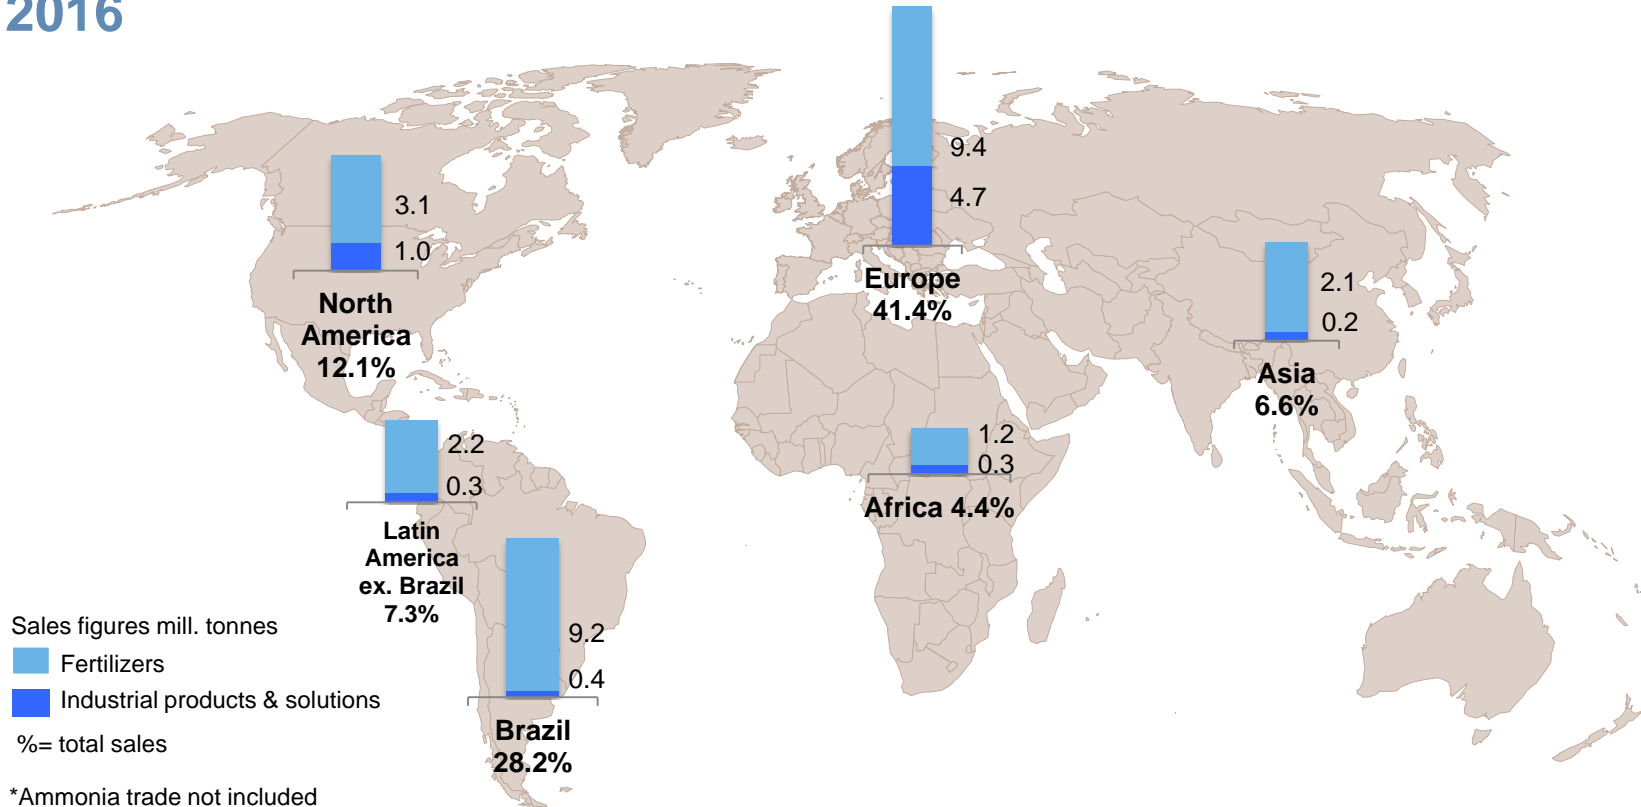 2016
3.1
1.0
North
America
12.1%
9.4
4.7
Europe
41.4%
2.1
0.2
Asia
6.6%
1.2
0.3
Africa 4.4%
2.2
0.3
Latin
America
ex. Brazil
7.3%
9.2
0.4
Brazil
28.2%
Sales figures mill. tonnes
Fertilizers
Industrial products & solutions
%= total sales
*Ammonia trade not included